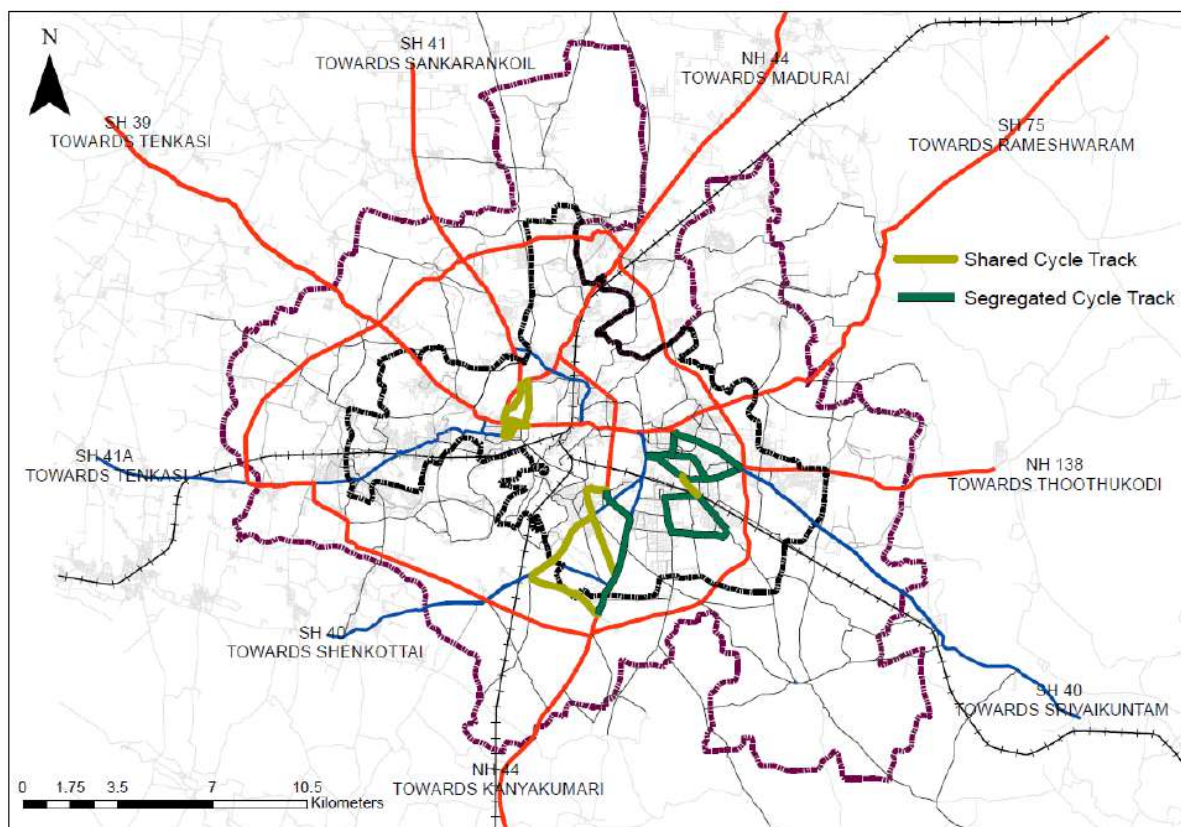 N
SH 41
TOWARDS SANKARANKOIL
NH 44
TOWARDS MADURAI
SH 39
TOWARDS TENKASI
SH 75
TOWARDS RAMESHWARAM
Shared Cycle Track
Segregated Cycle Track
SH 41A
TOWARDS TENKASI
NH 138
TOWARDS THOOTHUKODI
SH 40
TOWARDS SHENKOTTAI
SH 40
TOWARDS SRIVAIKUNTAM
NH 44
TOWARDS KANYAKUMARI
0 1.75 3.5 7 10.5
Kilometers